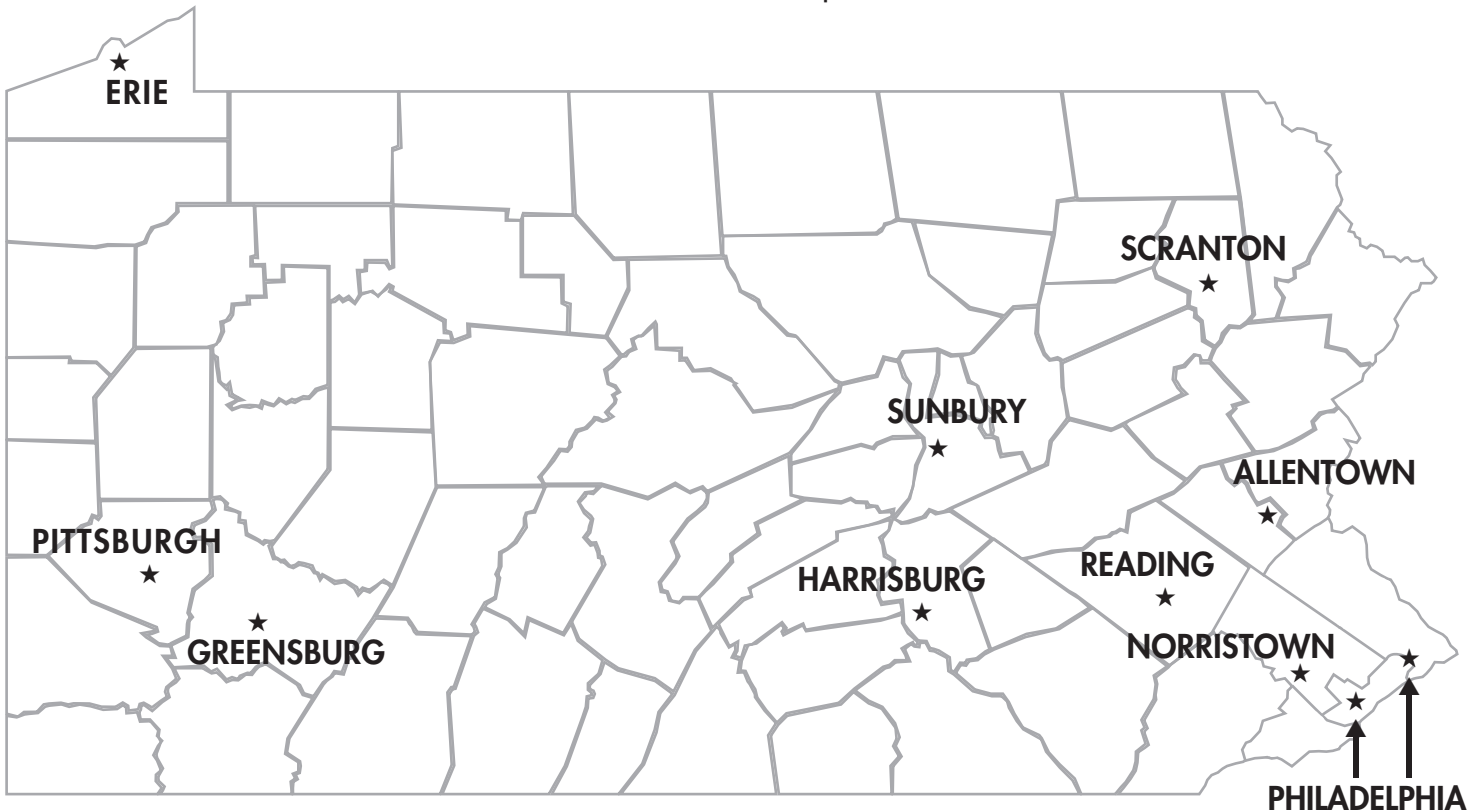 ERIE
SCRANTON
SUNBURY
ALLENTOWN
PITTSBURGH
READING
HARRISBURG
NORRISTOWN
GREENSBURG
PHILADELPHIA